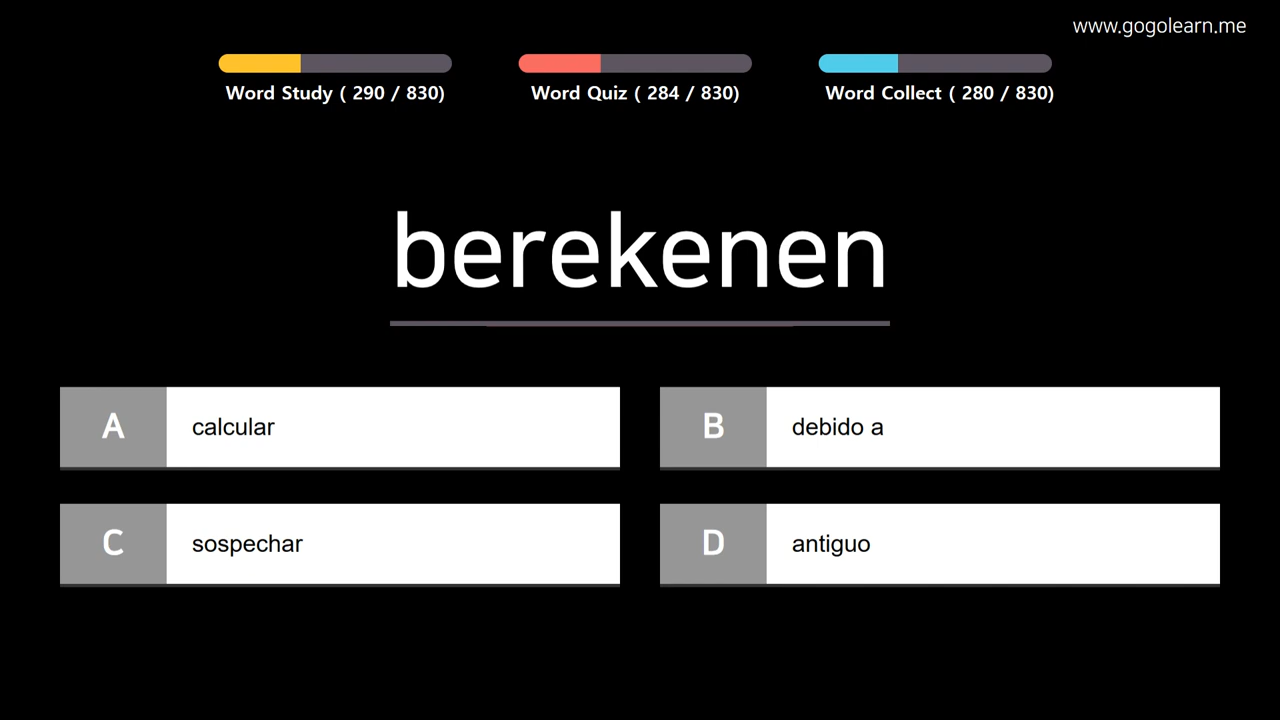 www.gogolearn.me
Word Study ( 290 / 830)
Word Quiz ( 284 / 830)
Word Collect ( 280 / 830)
berekenen
A calcular
B debido a
C sospechar
D antiguo